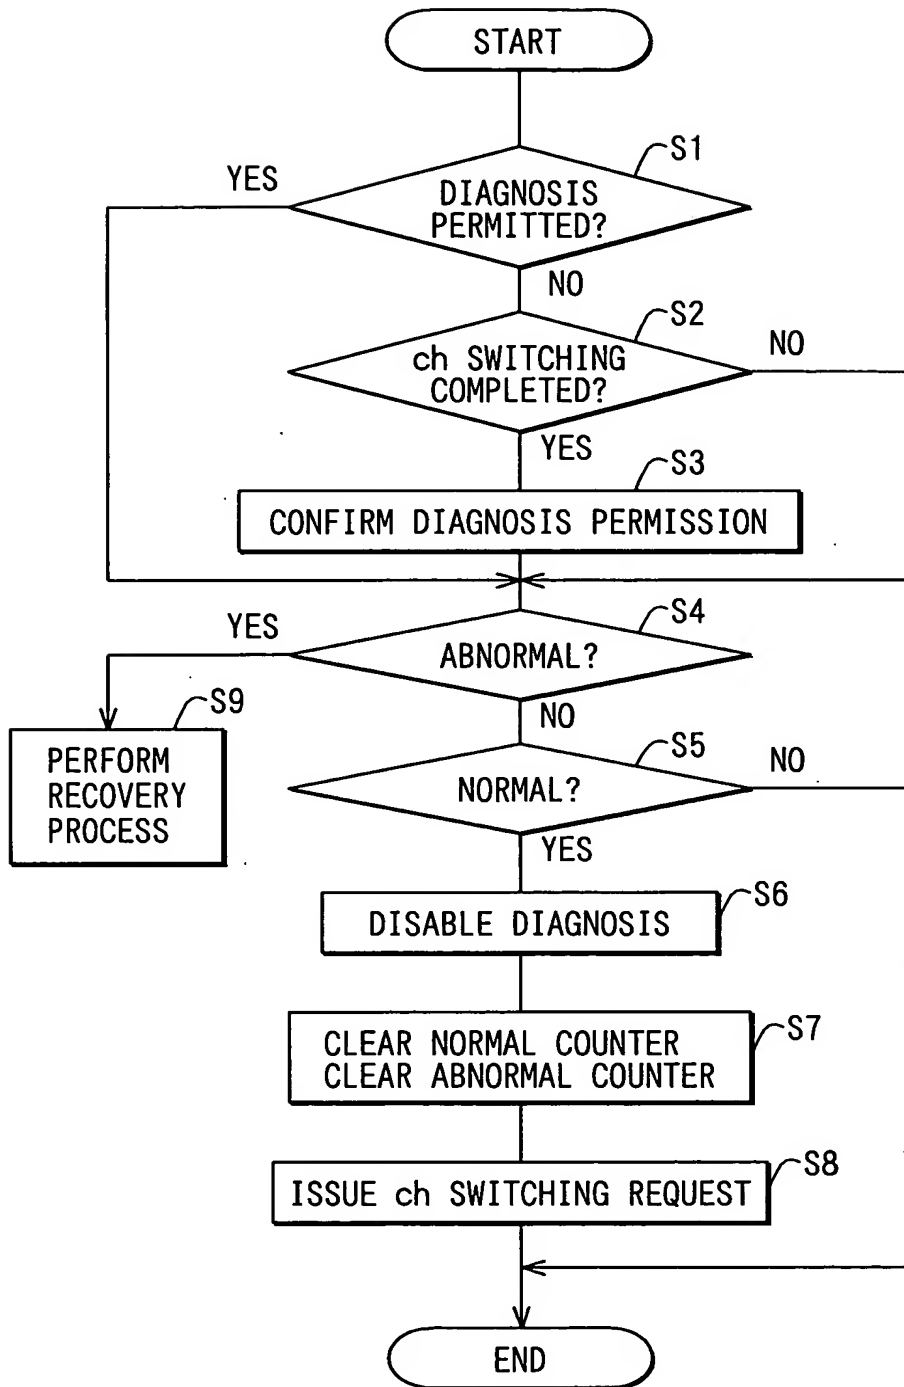 START
S1
YES
DIAGNOSIS
PERMITTED?
NO
S2
NO
ch SWITCHING
COMPLETED?
YES
S3
CONFIRM DIAGNOSIS PERMISSION
S4
YES
ABNORMAL?
S9
NO
PERFORM
RECOVERY
PROCESS
S5
NO
NORMAL?
YES
S6
DISABLE DIAGNOSIS
S7
CLEAR NORMAL COUNTER
CLEAR ABNORMAL COUNTER
S8
ISSUE ch SWITCHING REQUEST
END